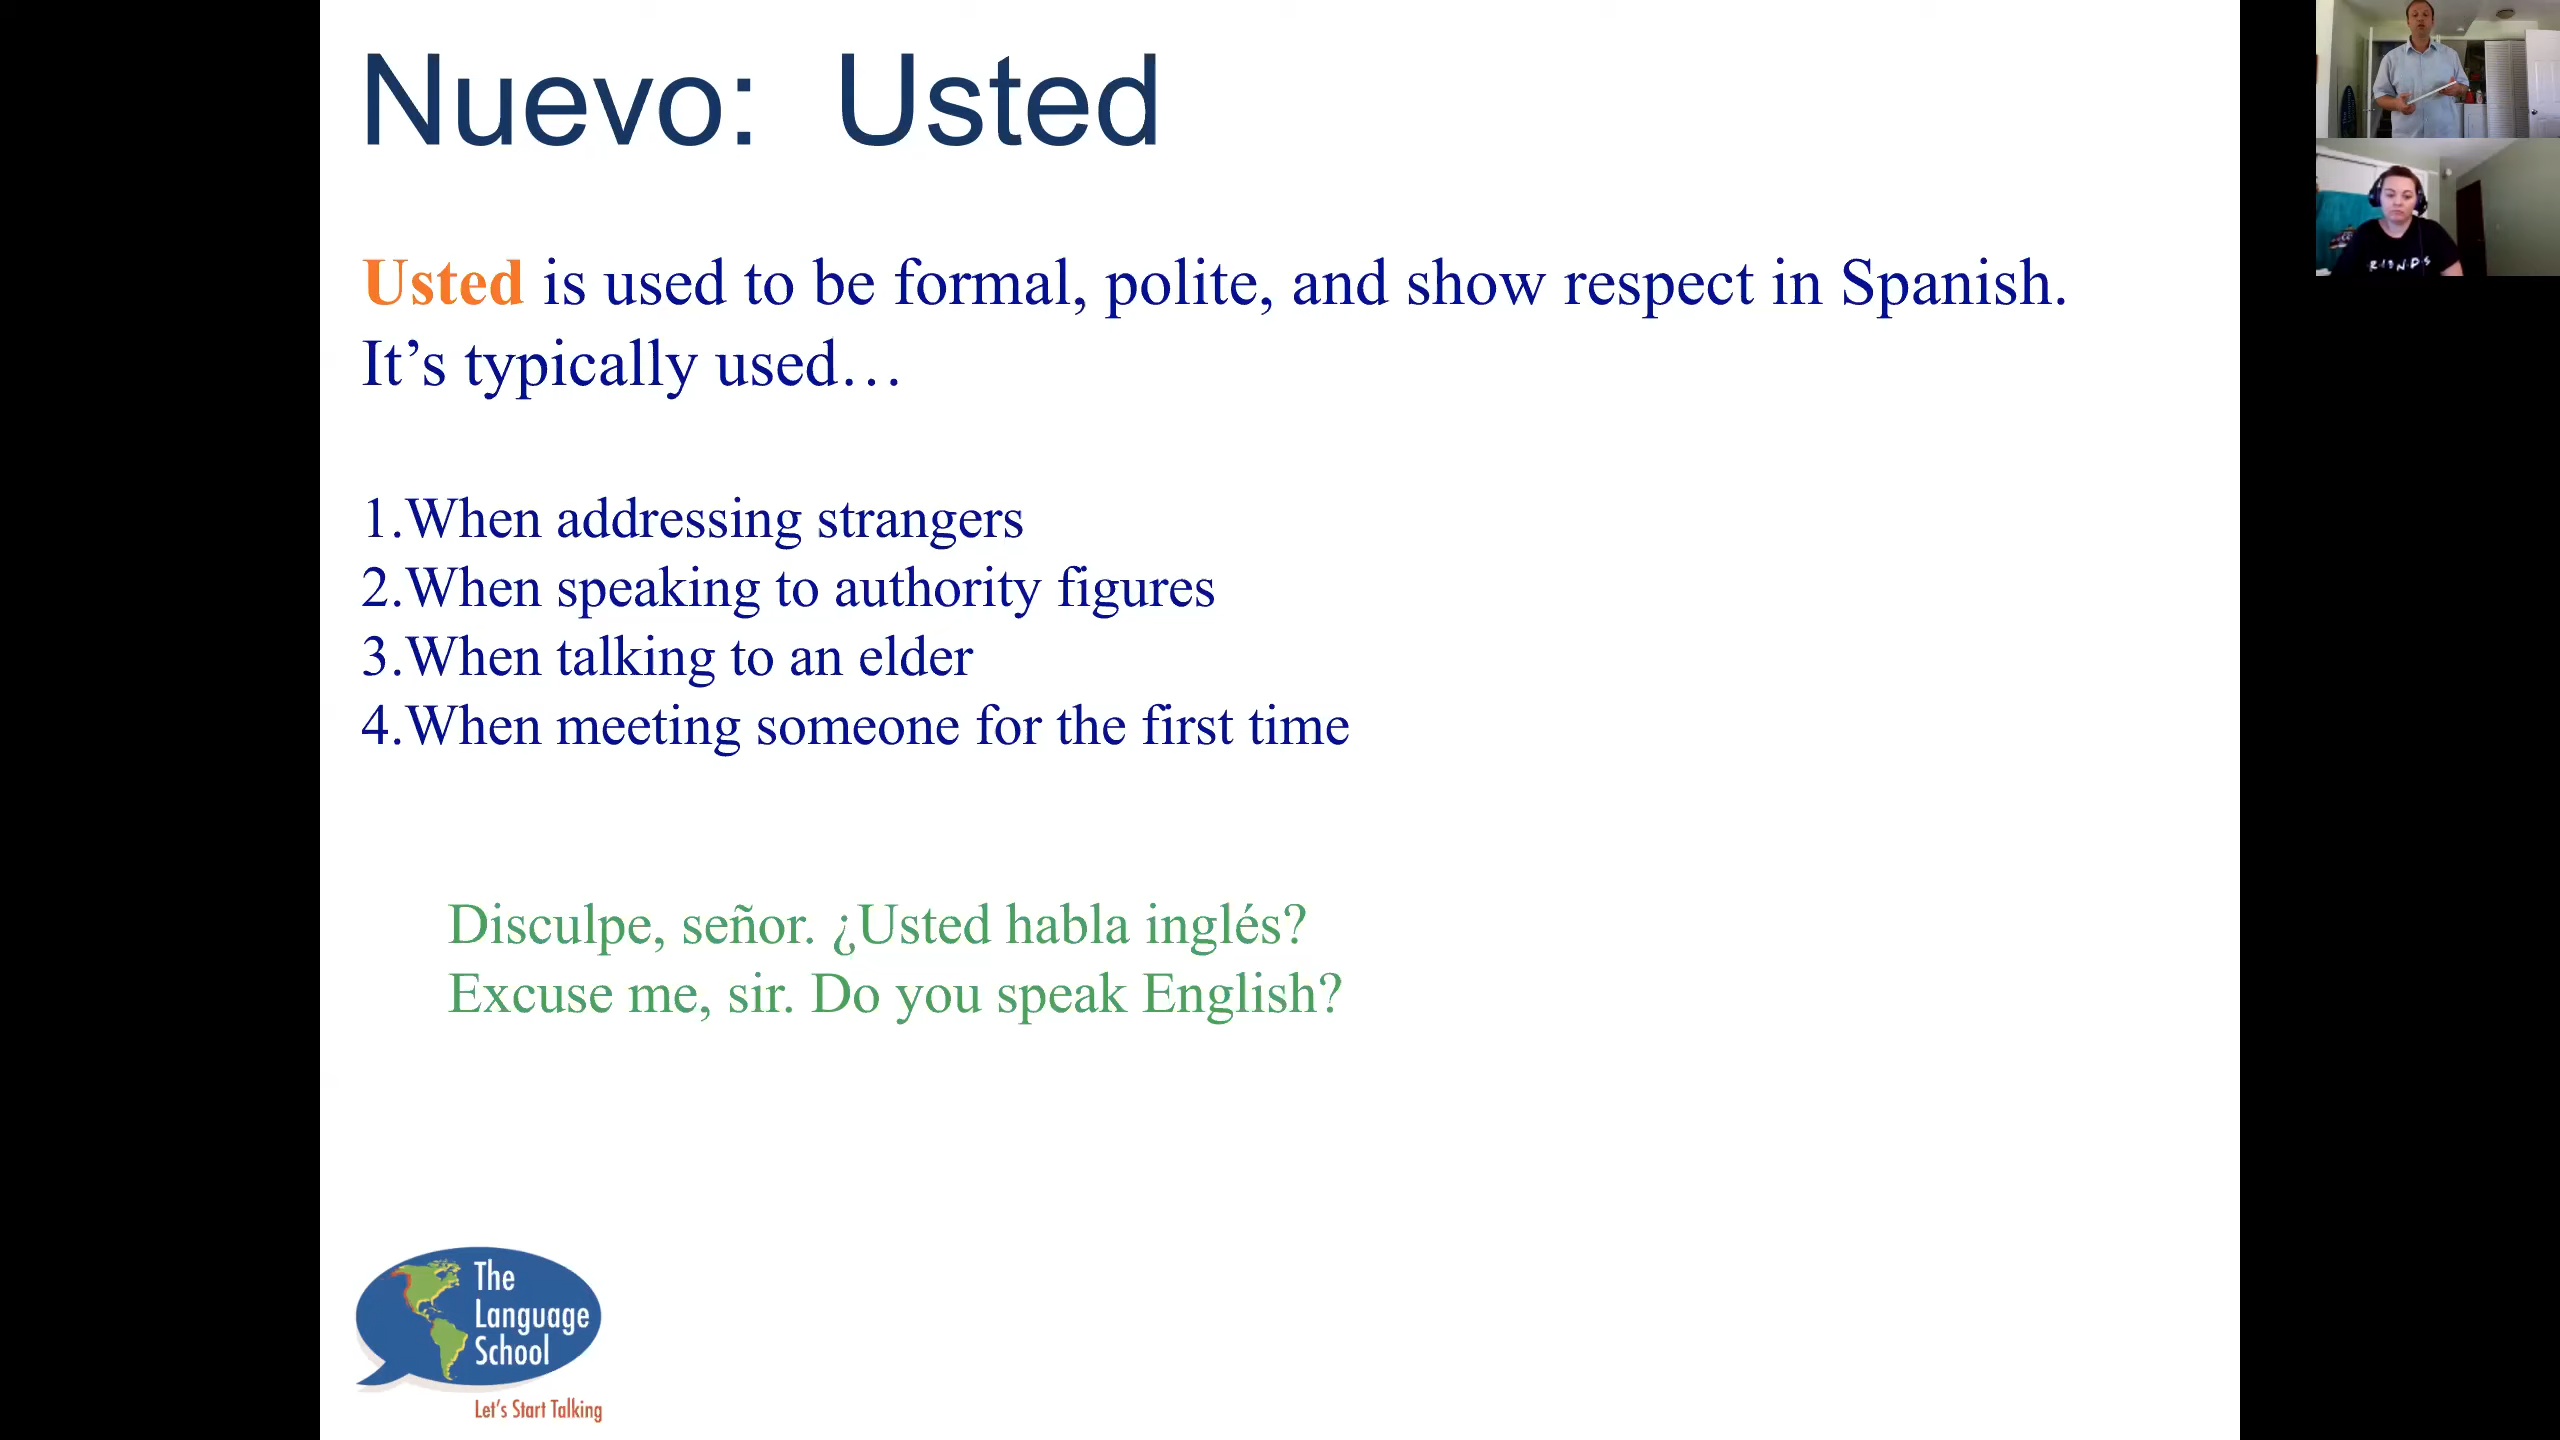 Nuevo: Usted
Usted is used to be formal, polite, and show respect in Spanish.
It’s typically used…
1.When addressing strangers
2.When speaking to authority figures
3.When talking to an elder
4.When meeting someone for the first time
Disculpe, señor. ¿Usted habla inglés?
Excuse me, sir. Do you speak English?
The
Language
School
Let’s Start Talking